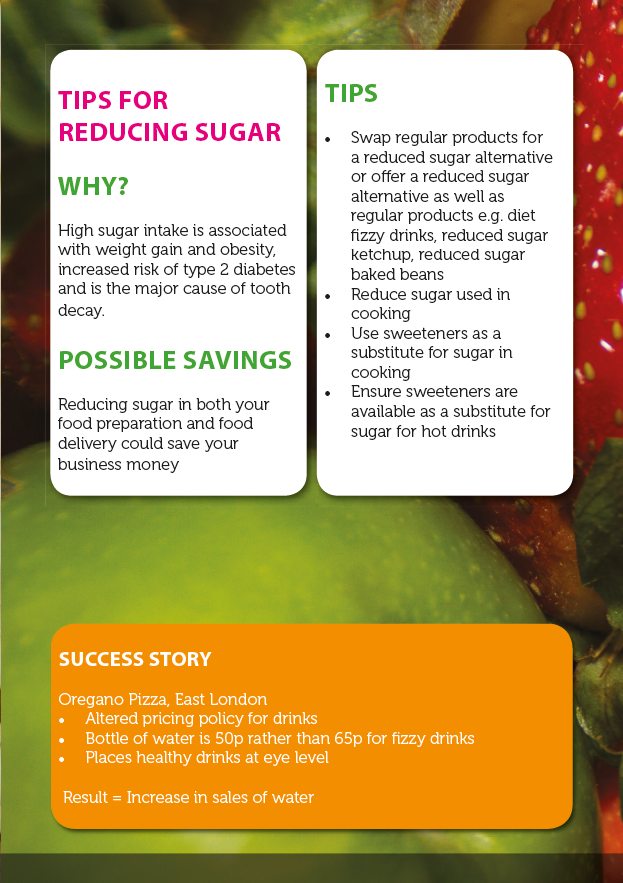 TIPS FOR
REDUCING SUGAR
WHY?
High sugar intake is associated
with weight gain and obesity,
increased risk of type 2 diabetes
and is the major cause of tooth
decay.
POSSIBLE SAVINGS
Reducing sugar in both your
food preparation and food
delivery could save your
business money
TIPS
• Swap regular products for
a reduced sugar alternative
or offer a reduced sugar
alternative as well as
regular products e.g. diet
fizzy drinks, reduced sugar
ketchup, reduced sugar
baked beans
• Reduce sugar used in
cooking
• Use sweeteners as a
substitute for sugar in
cooking
• Ensure sweeteners are
available as a substitute for
sugar for hot drinks
SUCCESS STORY
Oregano Pizza, East London
• Altered pricing policy for drinks
• Bottle of water is 50p rather than 65p for fizzy drinks
• Places healthy drinks at eye level
Result = Increase in sales of water